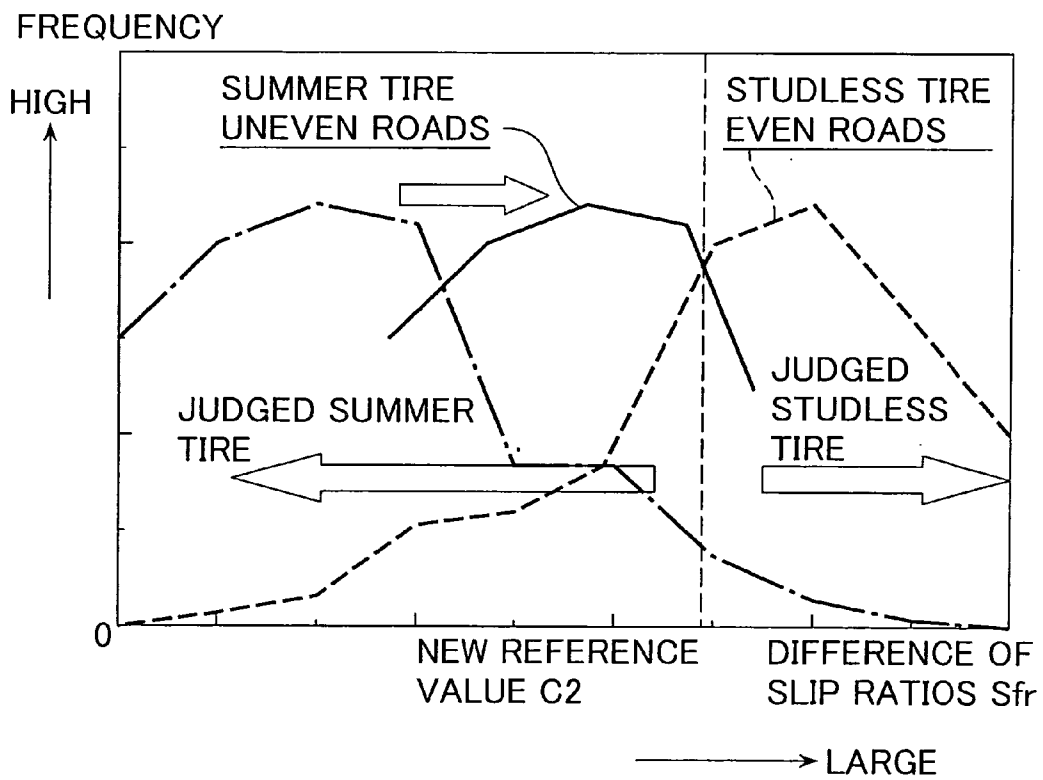 FREQUENCY
HIGH
SUMMER TIRE
UNEVEN ROADS
STUDLESS TIRE
EVEN ROADS
JUDGED SUMMER
TIRE
JUDGED
STUDLESS
TIRE
0
NEW REFERENCE
VALUE C2
DIFFERENCE OF
SLIP RATIOS Sfr
LARGE